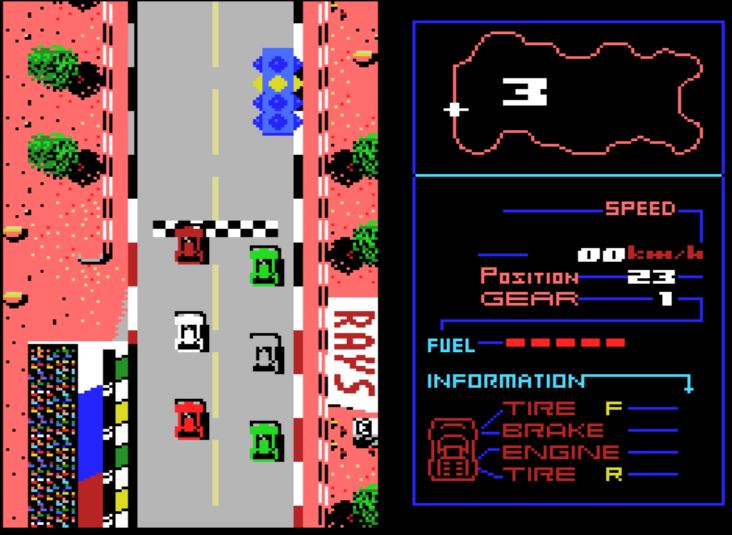 3
SPEED
00km/h
POSITION 23
GEAR 1
FUEL
INFORMATION
TIRE F
BRAKE
ENGINE
TIRE R
RAYS